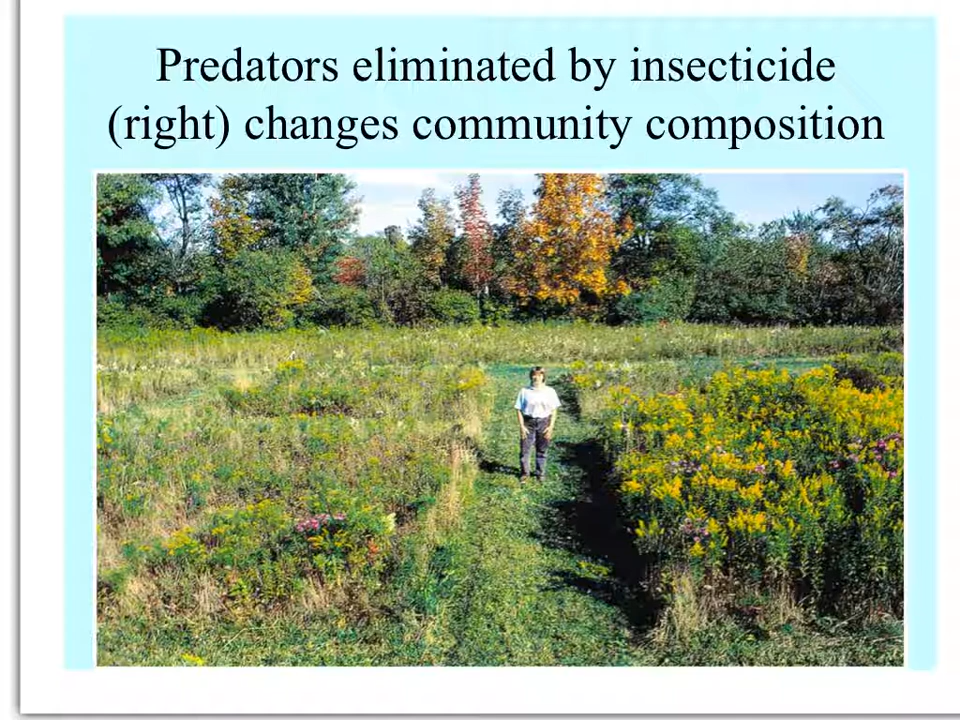 Predators eliminated by insecticide
(right) changes community composition